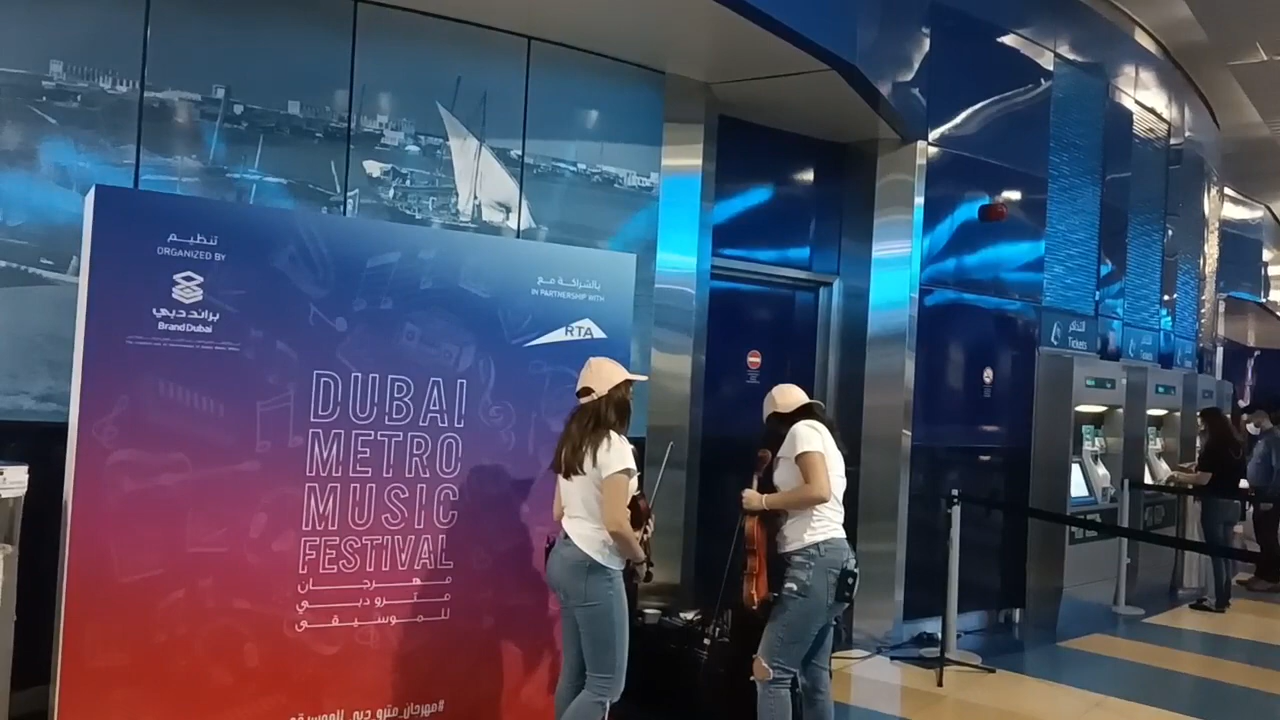 تنظيم
ORGANIZED BY
براند دبي
Brand Dubai
بالشراكة مع
IN PARTNERSHIP WITH
RTA
DUBAI
METRO
MUSIC
FESTIVAL
مهرجان
مترو دبي
للموسيقى
#مهرجان_مترو_دبي_للموسيقى
التذاكر
Tickets